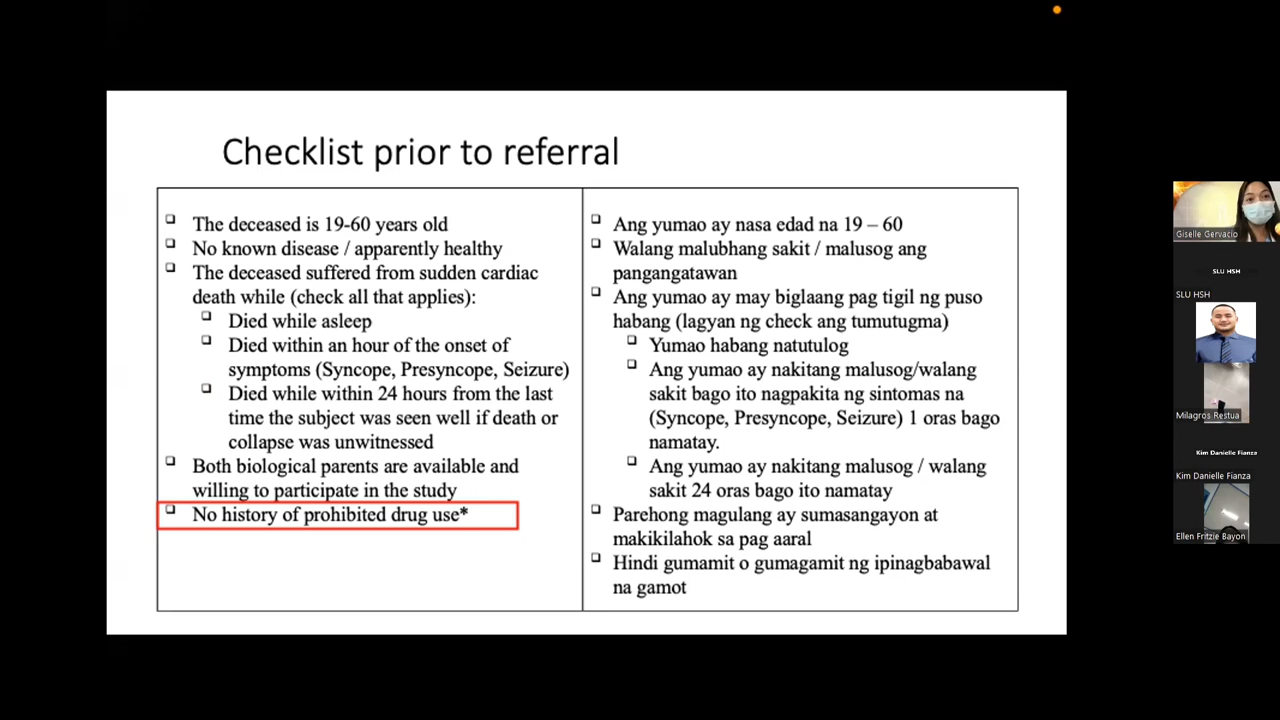 Checklist prior to referral
The deceased is 19-60 years old
No known disease / apparently healthy
The deceased suffered from sudden cardiac
death while (check all that applies):
Died while asleep
Died within an hour of the onset of
symptoms (Syncope, Presyncope, Seizure)
Died while within 24 hours from the last
time the subject was seen well if death or
collapse was unwitnessed
Both biological parents are available and
willing to participate in the study
No history of prohibited drug use*
Ang yumao ay nasa edad na 19 – 60
Walang malubhang sakit / malusog ang
pangangatawan
Ang yumao ay may biglaang pag tigil ng puso
habang (lagyan ng check ang tumutugma)
Yumao habang natutulog
Ang yumao ay nakitang malusog/walang
sakit bago ito nagpakita ng sintomas na
(Syncope, Presyncope, Seizure) 1 oras bago
namatay.
Ang yumao ay nakitang malusog / walang
sakit 24 oras bago ito namatay
Parehong magulang ay sumasangayon at
makikilahok sa pag aaral
Hindi gumamit o gumagamit ng ipinagbabawal
na gamot
Giselle Gervacio
SLU HSH
SLU HSH
Milagros Restua
Kim Danielle Fianza
Kim Danielle Fianza
Ellen Fritzie Bayon